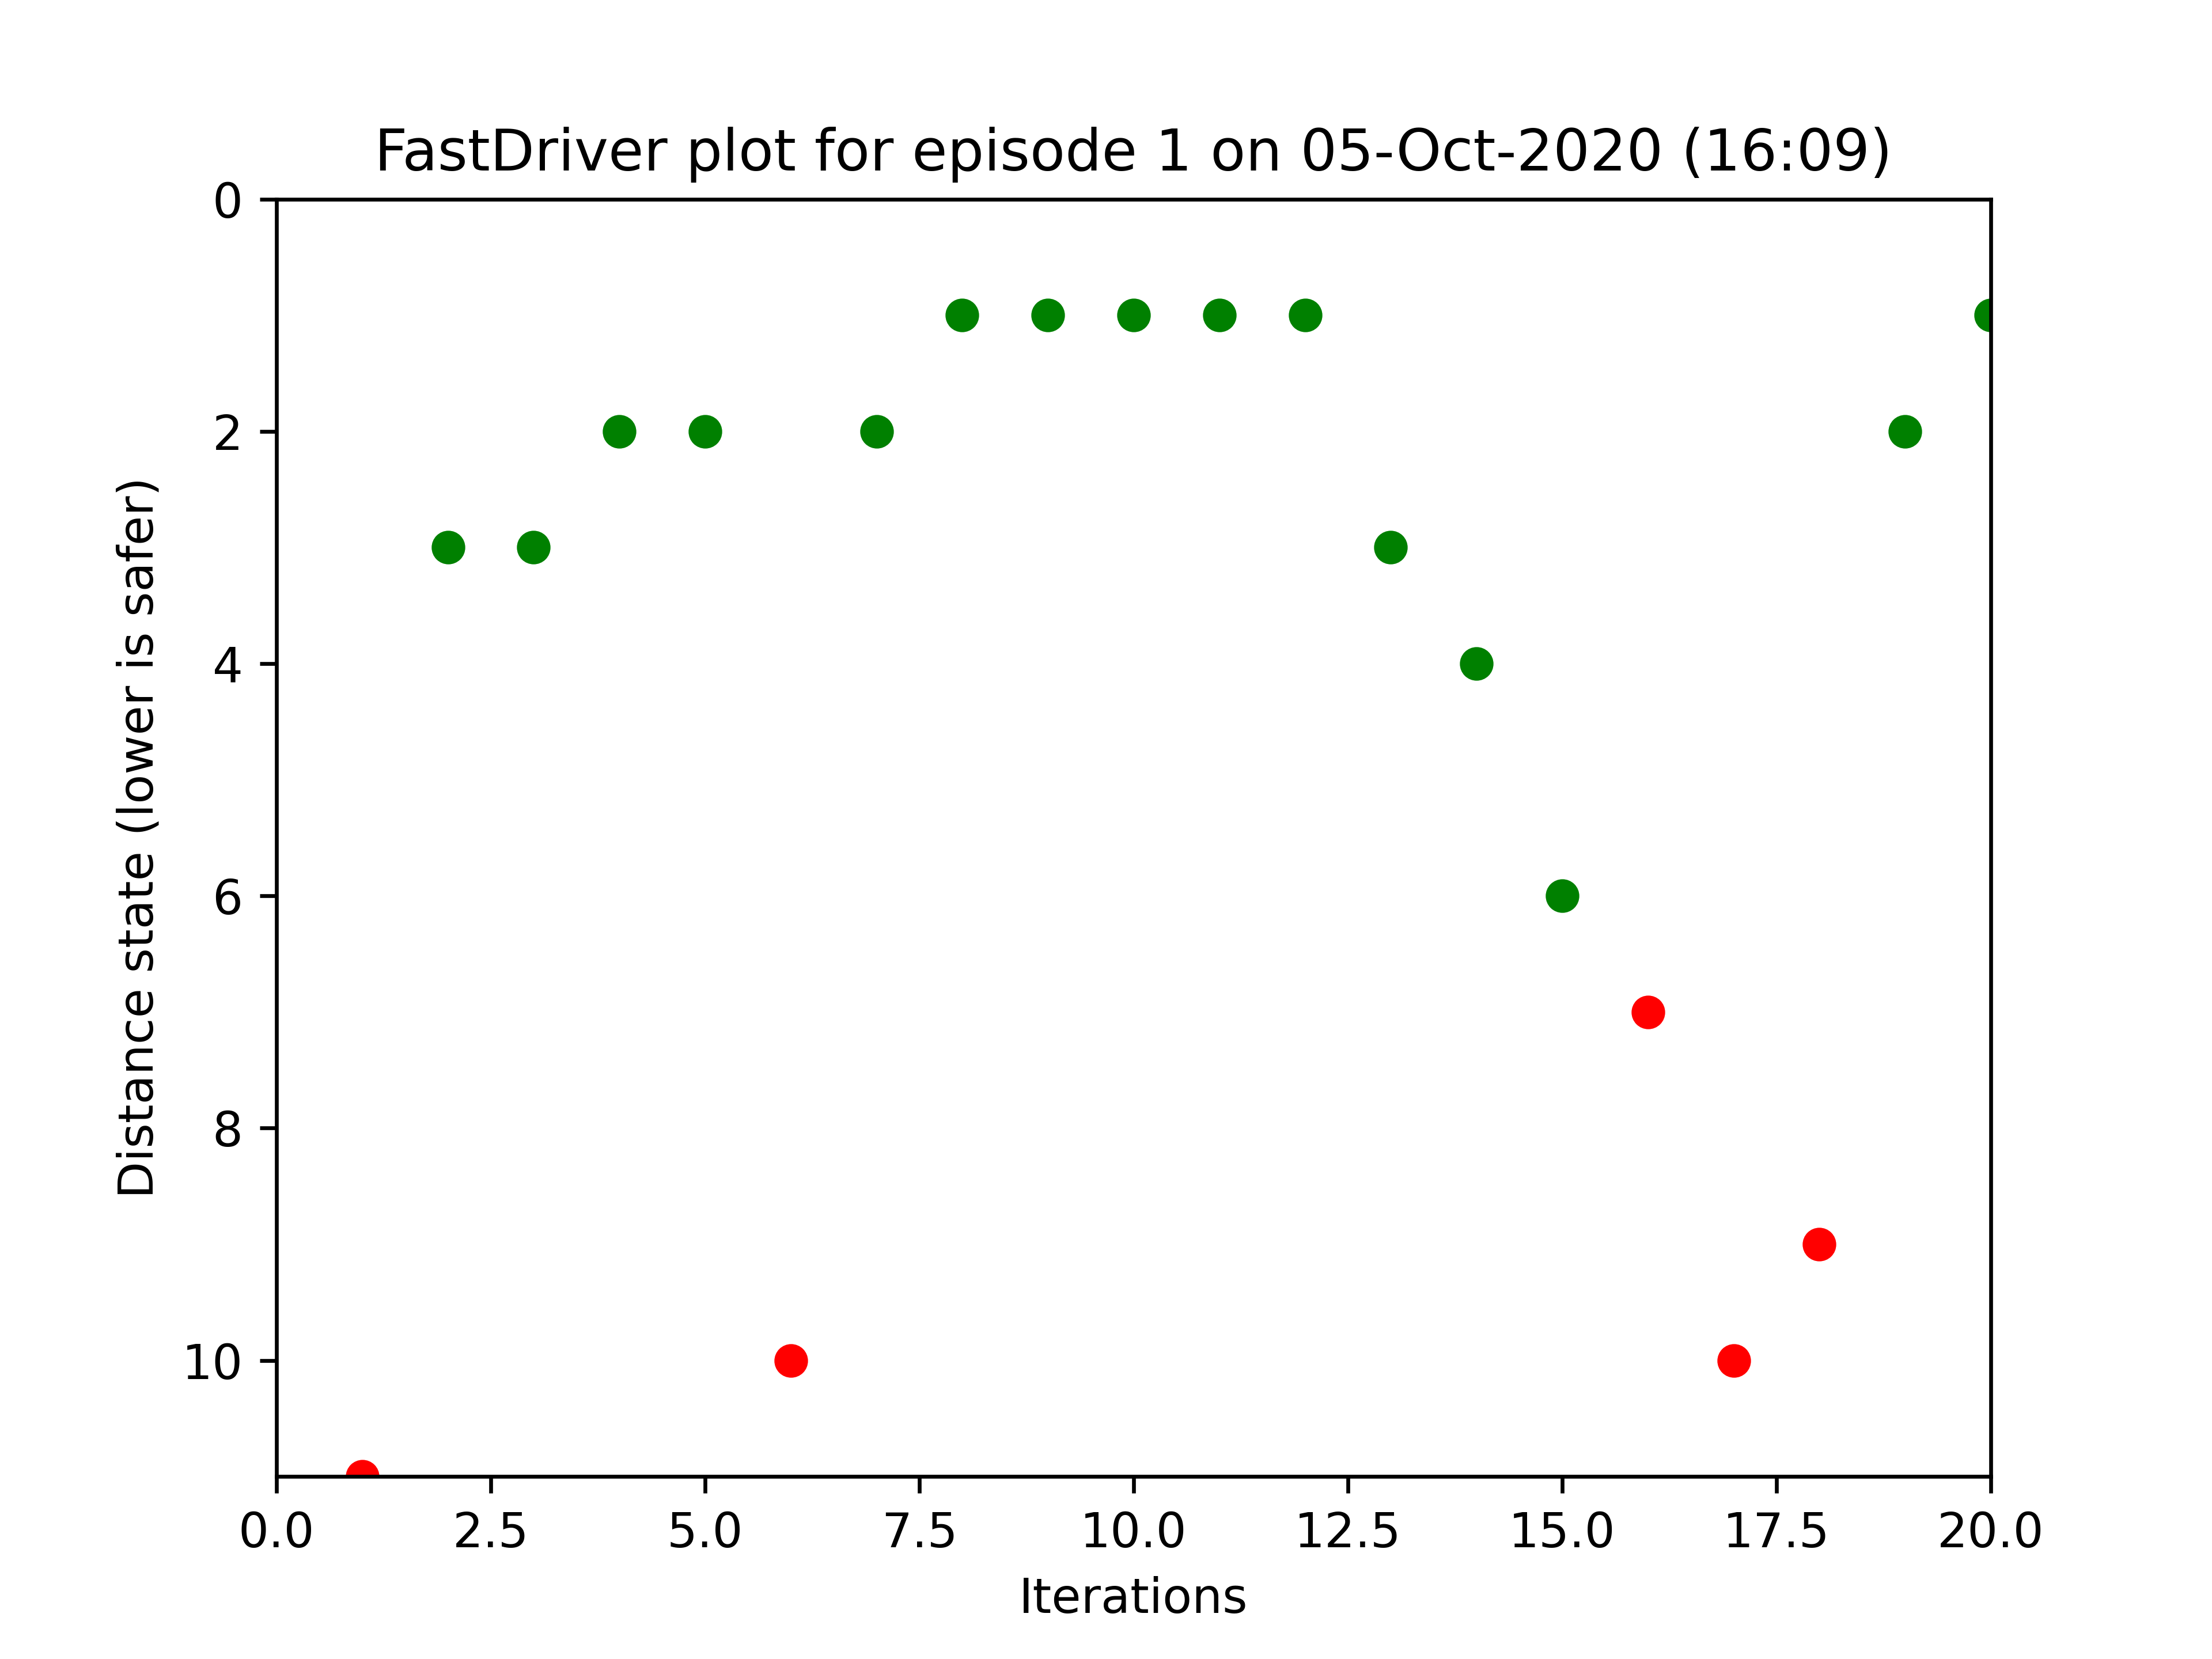 FastDriver plot for episode 1 on 05-Oct-2020 (16:09)
0
2
4
6
8
10
Distance state (lower is safer)
0.0 2.5 5.0 7.5 10.0 12.5 15.0 17.5 20.0
Iterations